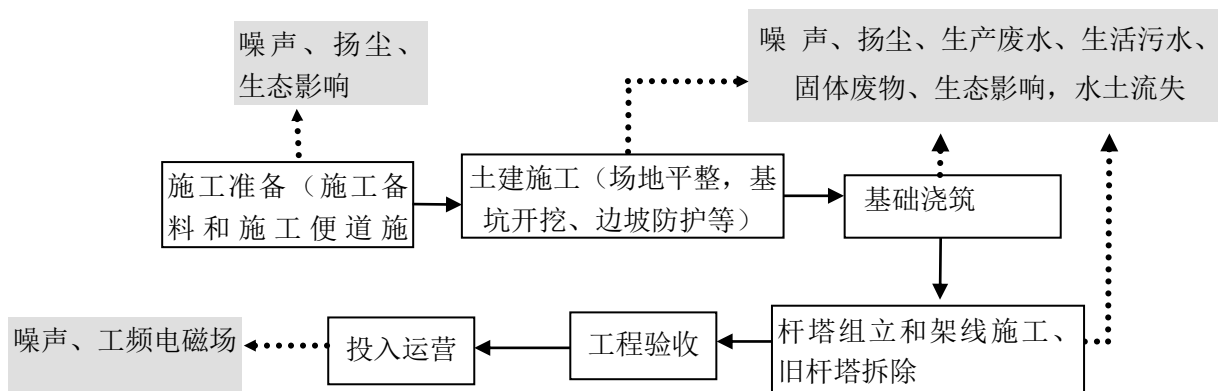 噪声、扬尘、
生态影响
噪 声、扬尘、生产废水、生活污水、
固体废物、生态影响，水土流失
施工准备（施工备
料和施工便道施
土建施工（场地平整，基
坑开挖、边坡防护等）
基础浇筑
杆塔组立和架线施工、
旧杆塔拆除
工程验收
投入运营
噪声、工频电磁场